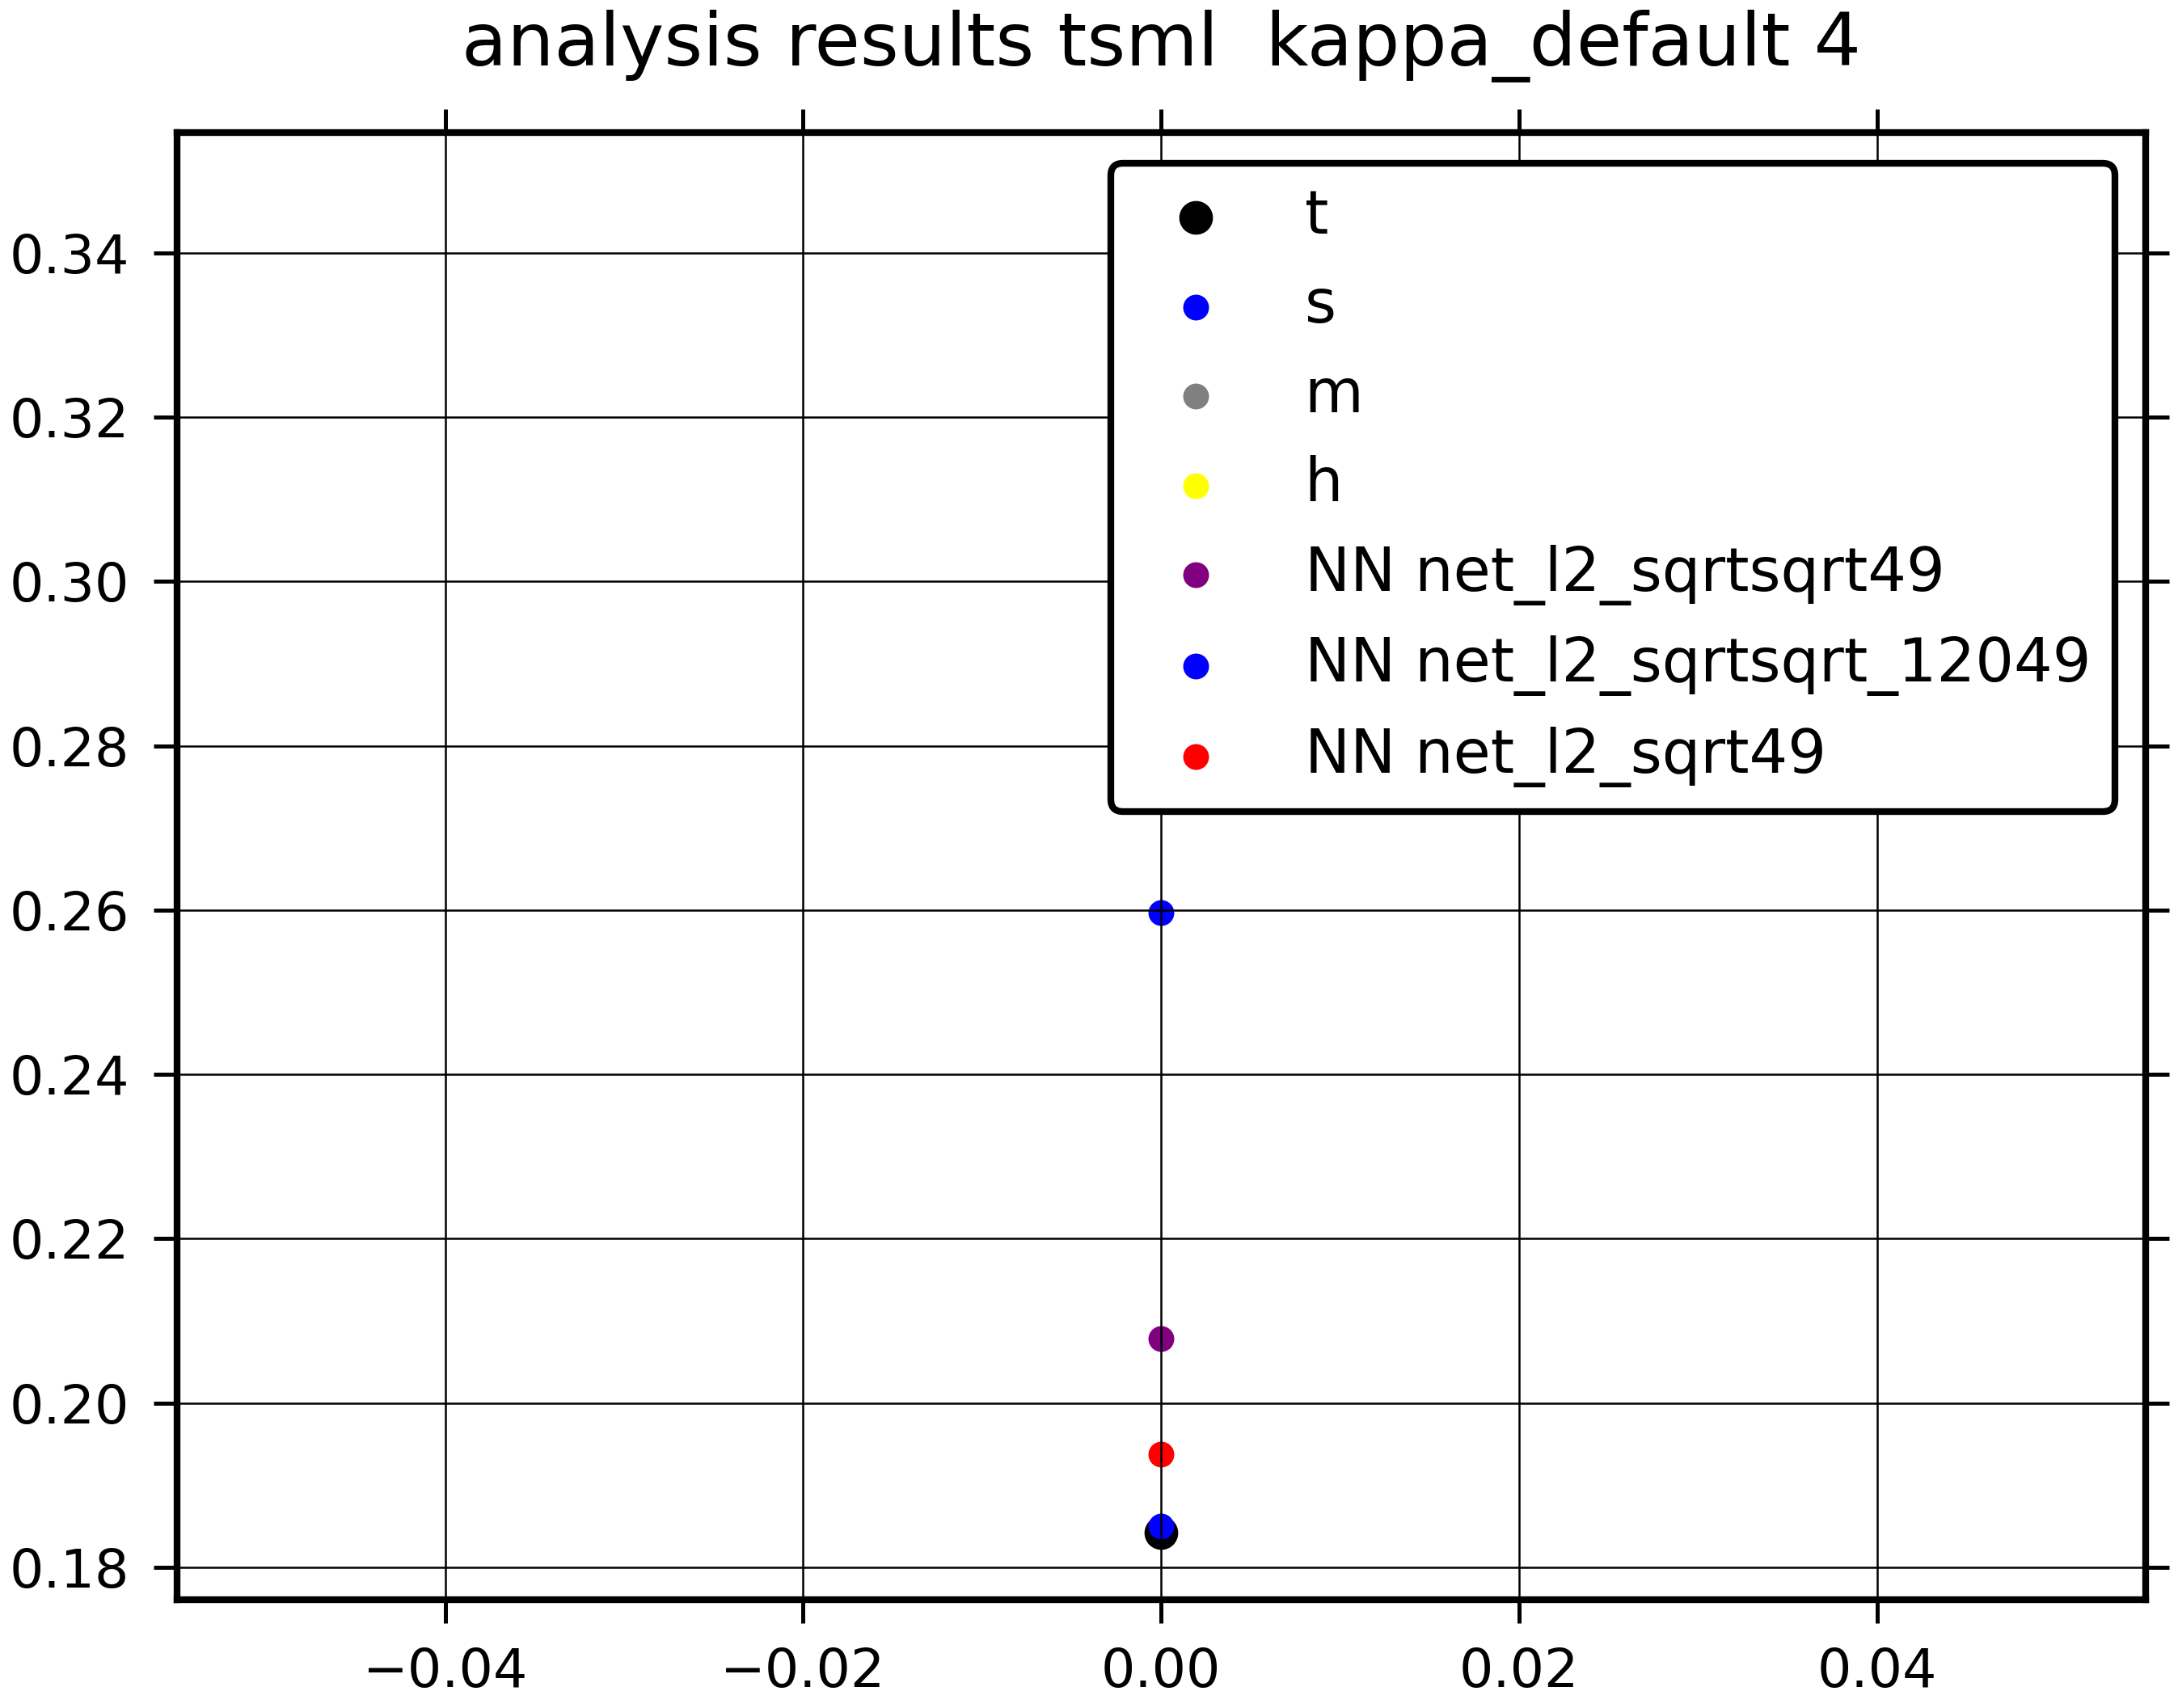 analysis results tsml  kappa_default 4
t
s
m
h
NN net_l2_sqrtsqrt49
NN net_l2_sqrtsqrt_12049
NN net_l2_sqrt49
0.34
0.32
0.30
0.28
0.26
0.24
0.22
0.20
0.18
−0.04 −0.02 0.00 0.02 0.04